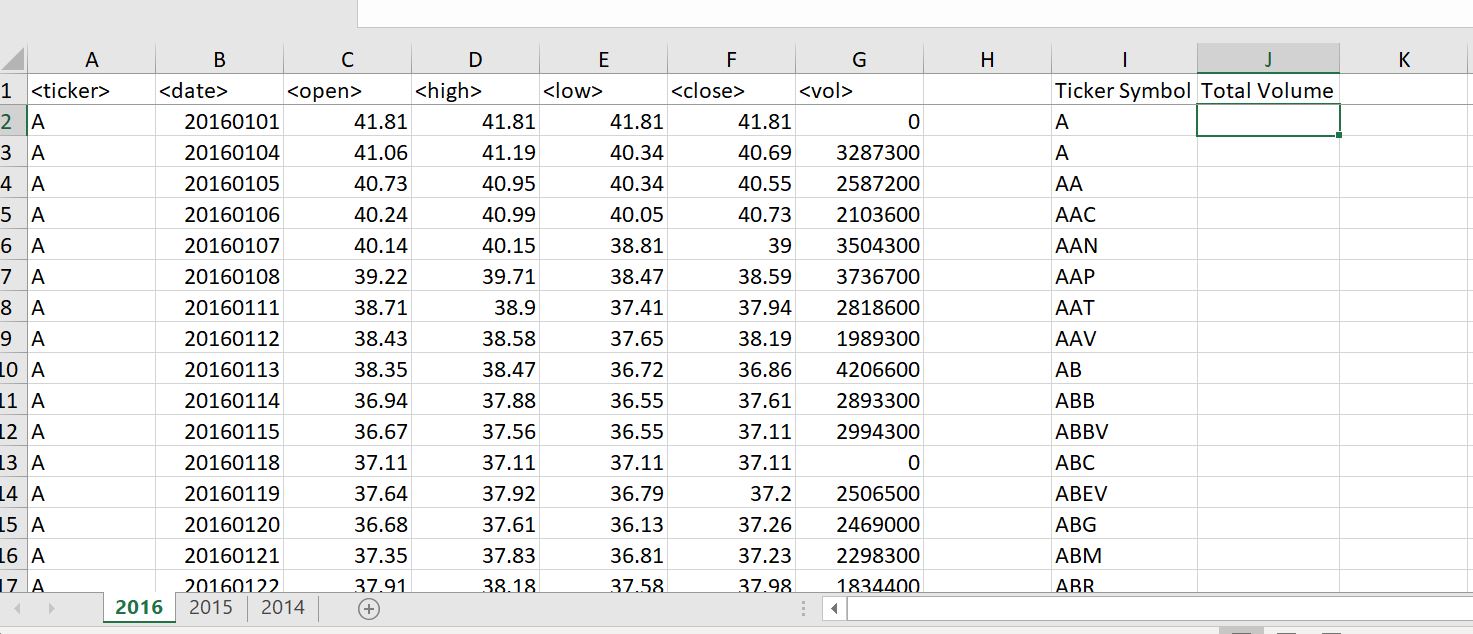 A B C D E F G H I J K
1 <ticker> <date> <open> <high> <low> <close> <vol> Ticker Symbol Total Volume
2 A 20160101 41.81 41.81 41.81 41.81 0 A
3 A 20160104 41.06 41.19 40.34 40.69 3287300 A
4 A 20160105 40.73 40.95 40.34 40.55 2587200 AA
5 A 20160106 40.24 40.99 40.05 40.73 2103600 AAC
6 A 20160107 40.14 40.15 38.81 39 3504300 AAN
7 A 20160108 39.22 39.71 38.47 38.59 3736700 AAP
8 A 20160111 38.71 38.9 37.41 37.94 2818600 AAT
9 A 20160112 38.43 38.58 37.65 38.19 1989300 AAV
10 A 20160113 38.35 38.47 36.72 36.86 4206600 AB
11 A 20160114 36.94 37.88 36.55 37.61 2893300 ABB
12 A 20160115 36.67 37.56 36.55 37.11 2994300 ABBV
13 A 20160118 37.11 37.11 37.11 37.11 0 ABC
14 A 20160119 37.64 37.92 36.79 37.2 2506500 ABEV
15 A 20160120 36.68 37.61 36.13 37.26 2469000 ABG
16 A 20160121 37.35 37.83 36.81 37.23 2298300 ABM
17 A 20160122 37.91 38.18 37.58 37.98 1834400 ABR
2016 2015 2014